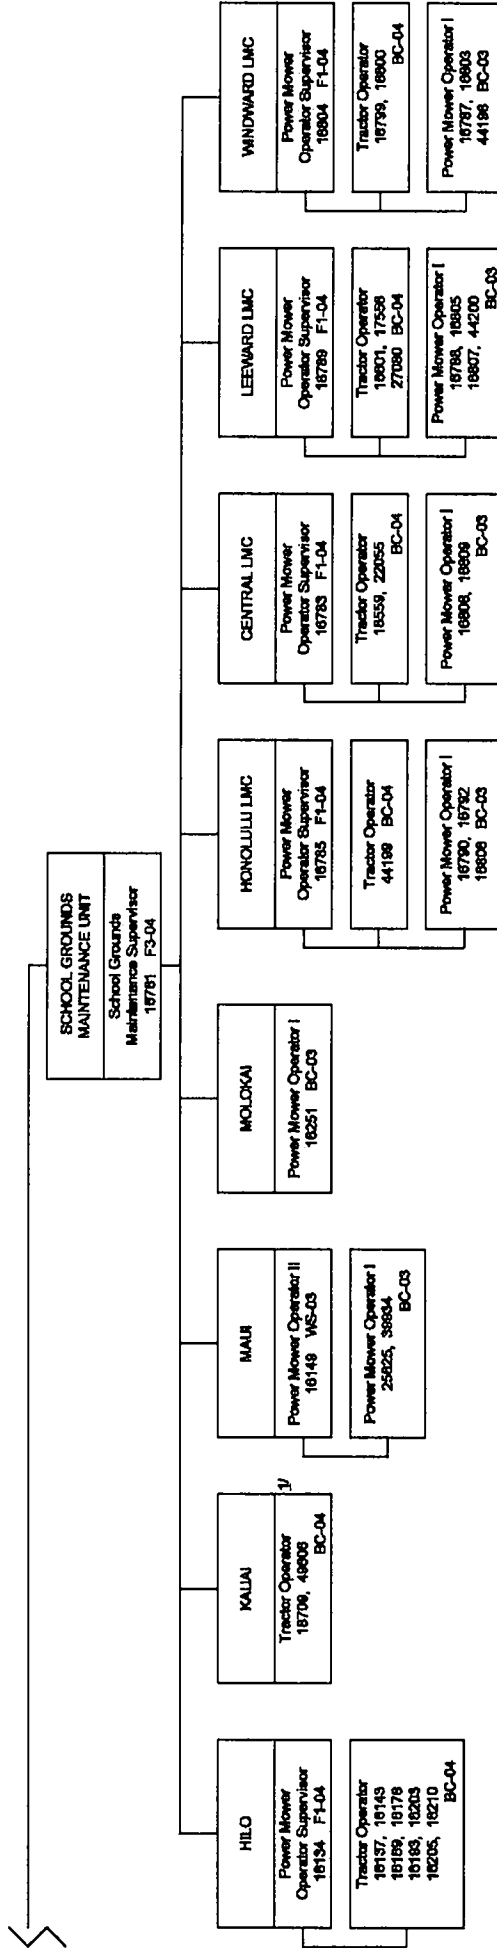 SCHOOL GROUNDS
MAINTENANCE UNIT
School Grounds
Maintenance Supervisor
16781 F3-04
HILO
Power Mower
Operator Supervisor
16134 F1-04
Tractor Operator
16137, 16143
16169, 16176
16193, 16203
16205, 16210
BC-04
KAUAI
Tractor Operator
16709, 49606
BC-04
1/
MAUI
Power Mower Operator II
16149 WS-03
Power Mower Operator I
25625, 39934
BC-03
MOLOKAI
Power Mower Operator I
16251 BC-03
HONOLULU LMC
Power Mower
Operator Supervisor
16785 F1-04
Tractor Operator
44199 BC-04
Power Mower Operator I
16790, 16792
16806 BC-03
CENTRAL LMC
Power Mower
Operator Supervisor
16783 F1-04
Tractor Operator
18559, 22055
BC-04
Power Mower Operator I
16808, 16809
BC-03
LEEWARD LMC
Power Mower
Operator Supervisor
16789 F1-04
Tractor Operator
16801, 17556
27080 BC-04
Power Mower Operator I
16788, 16805
16807, 44200
BC-03
WINDWARD LMC
Power Mower
Operator Supervisor
16804 F1-04
Tractor Operator
16799, 16800
BC-04
Power Mower Operator I
16787, 16803
44198 BC-03